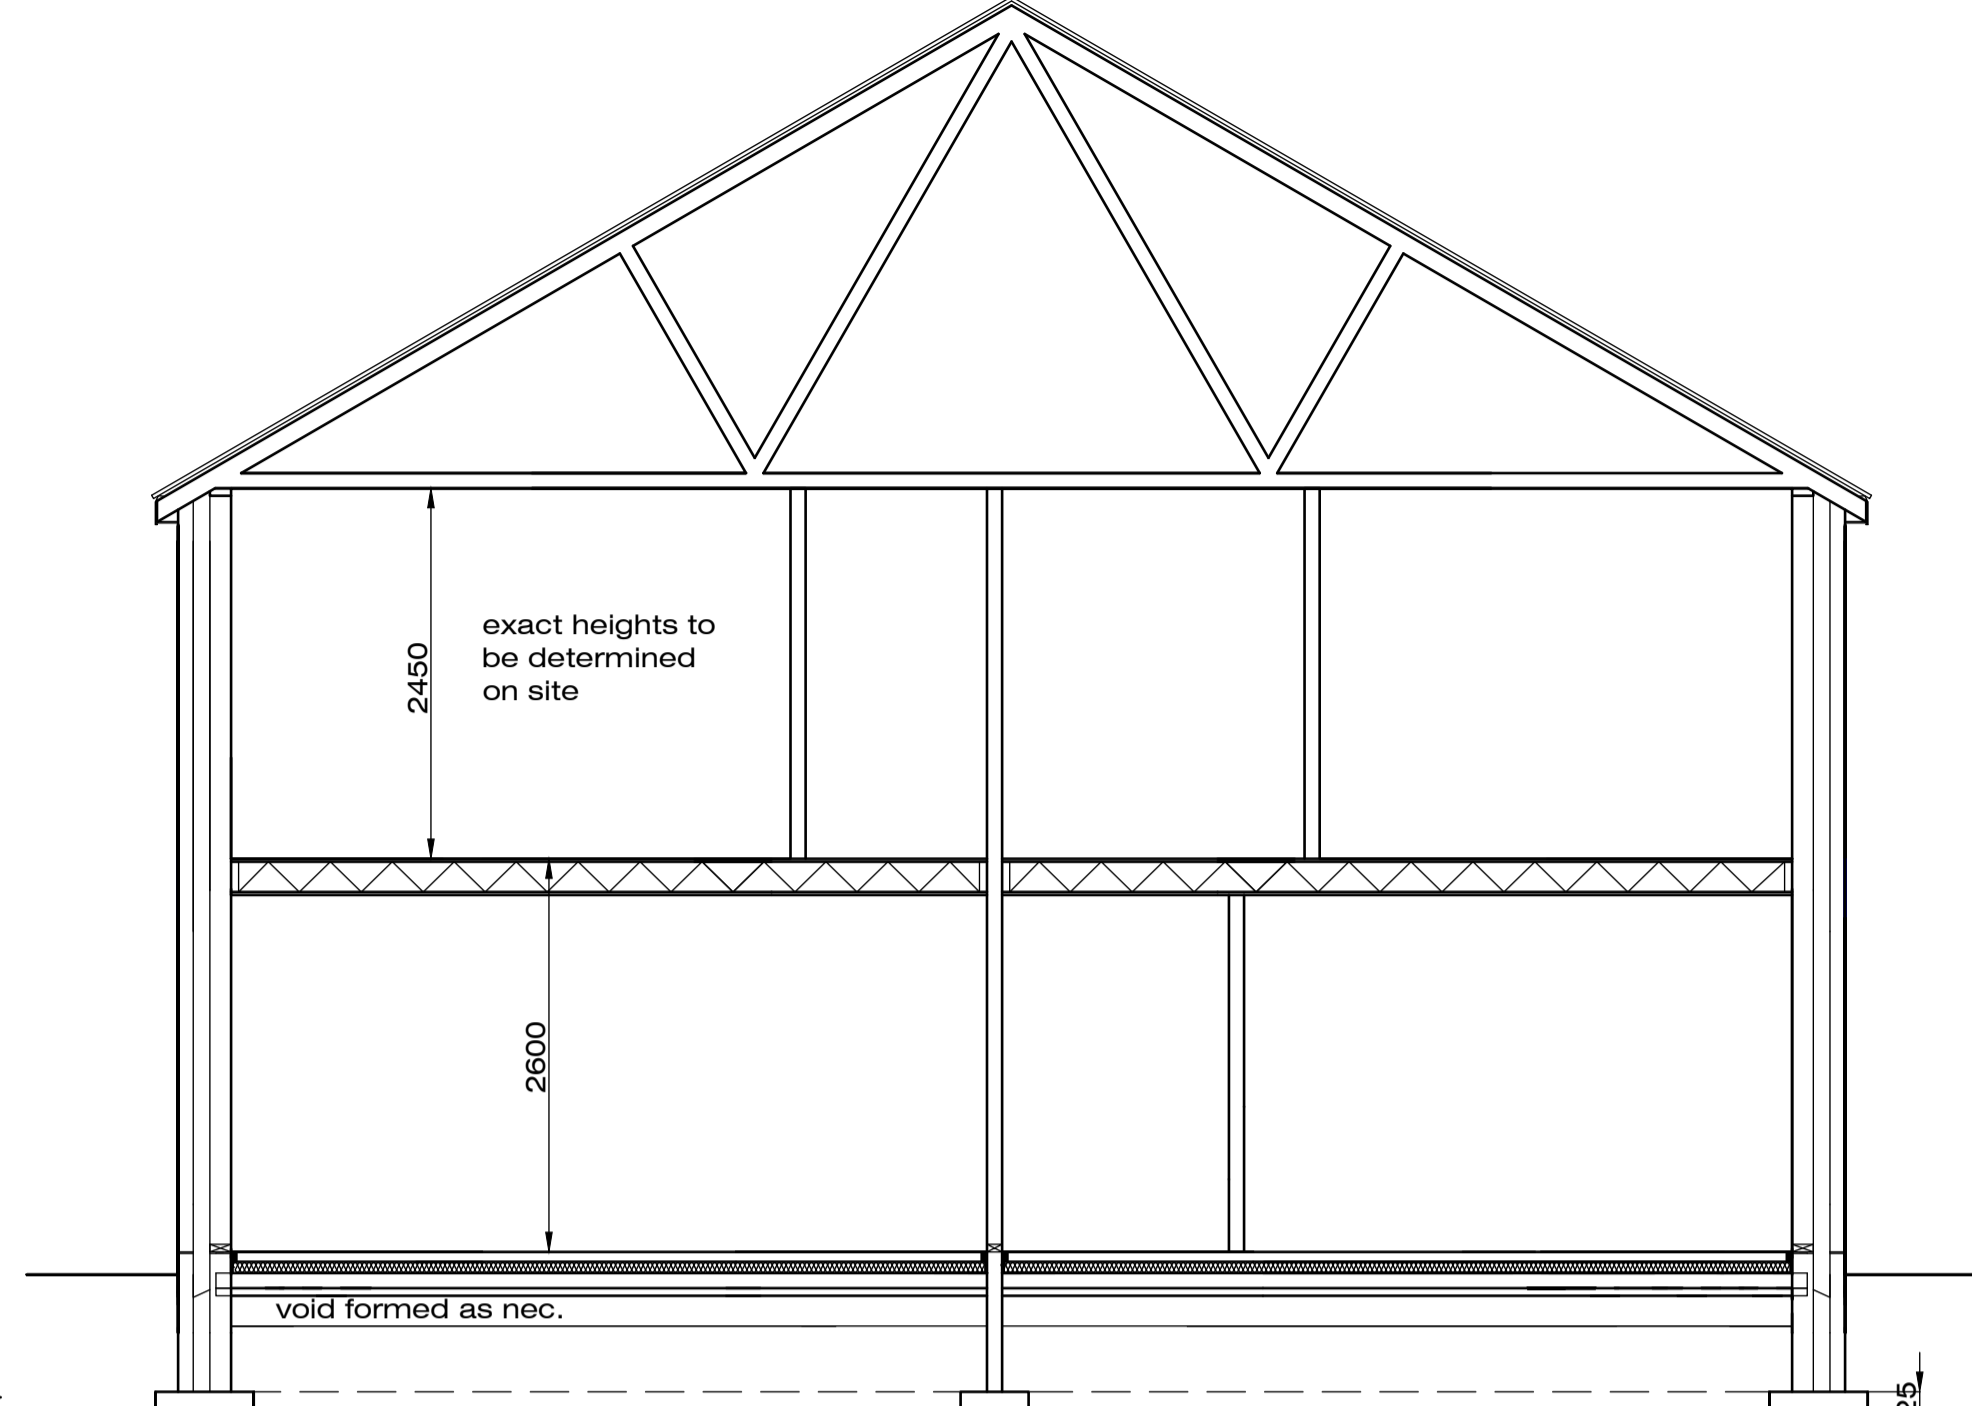 2450
exact heights to
be determined
on site
2600
void formed as nec.